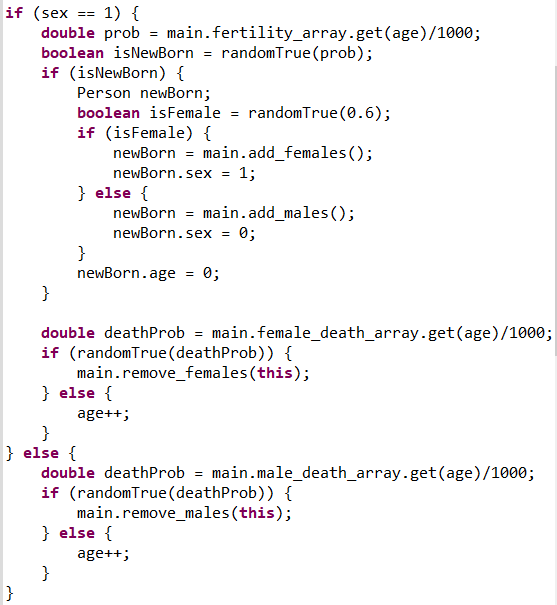 if (sex == 1) {
    double prob = main.fertility_array.get(age)/1000;
    boolean isNewBorn = randomTrue(prob);
    if (isNewBorn) {
        Person newBorn;
        boolean isFemale = randomTrue(0.6);
        if (isFemale) {
            newBorn = main.add_females();
            newBorn.sex = 1;
        } else {
            newBorn = main.add_males();
            newBorn.sex = 0;
        }
        newBorn.age = 0;
    }

    double deathProb = main.female_death_array.get(age)/1000;
    if (randomTrue(deathProb)) {
        main.remove_females(this);
    } else {
        age++;
    }
} else {
    double deathProb = main.male_death_array.get(age)/1000;
    if (randomTrue(deathProb)) {
        main.remove_males(this);
    } else {
        age++;
    }
}